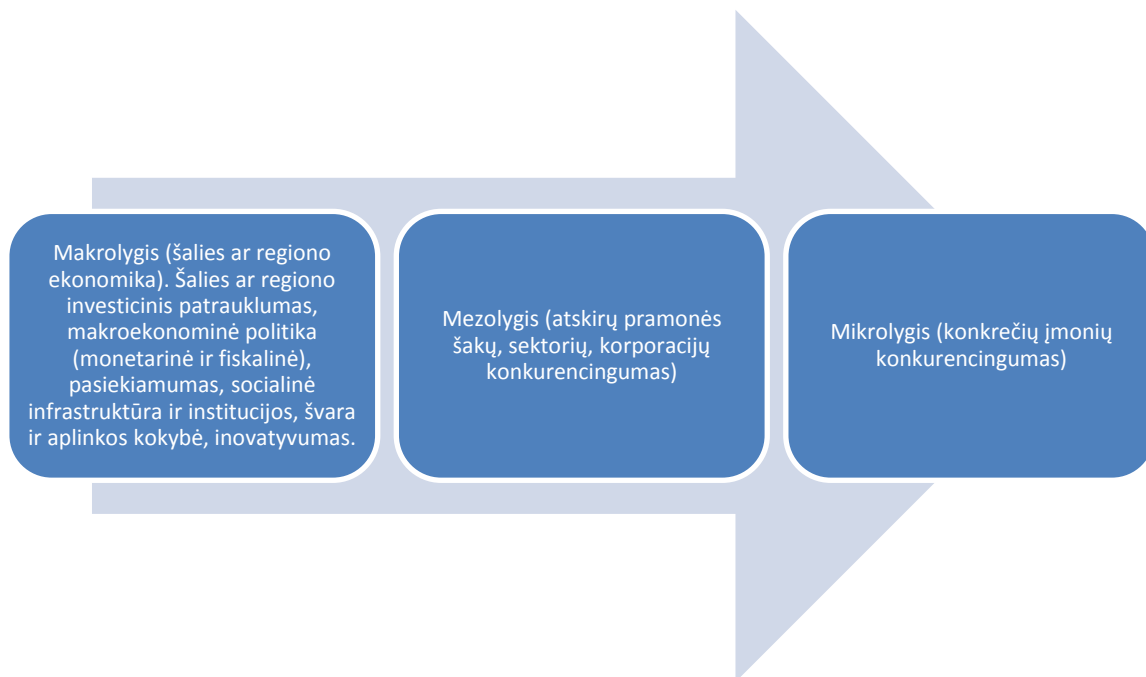 Makrolygis (šalies ar regiono
ekonomika). Šalies ar regiono
investicinis patrauklumas,
makroekonominė politika
(monetarinė ir fiskalinė),
pasiekiamumas, socialinė
infrastruktūra ir institucijos, švara
ir aplinkos kokybė, inovatyvumas.
Mezolygis (atskirų pramonės
šakų, sektorių, korporacijų
konkurencingumas)
Mikrolygis (konkrečių įmonių
konkurencingumas)